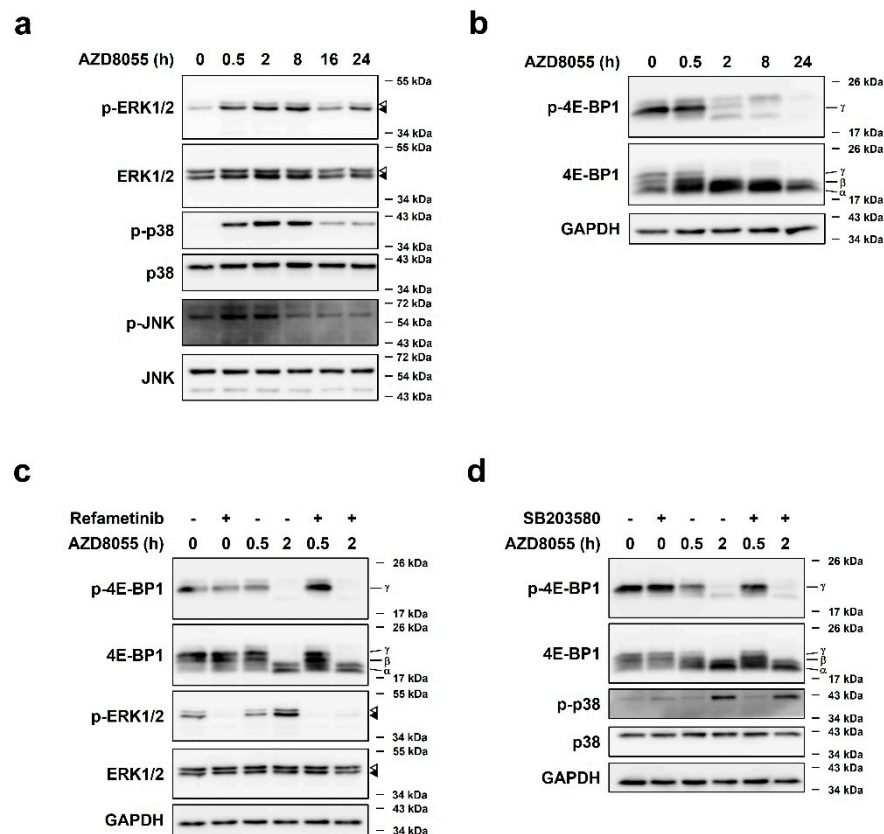 a
AZD8055 (h) 0 0.5 2 8 16 24
p-ERK1/2
55 kDa
34 kDa
ERK1/2
55 kDa
34 kDa
p-p38
43 kDa
34 kDa
p38
43 kDa
34 kDa
p-JNK
72 kDa
54 kDa
43 kDa
JNK
72 kDa
54 kDa
43 kDa
b
AZD8055 (h) 0 0.5 2 8 24
p-4E-BP1
26 kDa
γ
17 kDa
4E-BP1
26 kDa
γ
β
α
17 kDa
GAPDH
43 kDa
34 kDa
c
Refametinib - + - - + +
AZD8055 (h) 0 0 0.5 2 0.5 2
p-4E-BP1
26 kDa
γ
17 kDa
4E-BP1
26 kDa
γ
β
α
17 kDa
p-ERK1/2
55 kDa
34 kDa
ERK1/2
55 kDa
34 kDa
GAPDH
43 kDa
34 kDa
d
SB203580 - + - - + +
AZD8055 (h) 0 0 0.5 2 0.5 2
p-4E-BP1
26 kDa
γ
17 kDa
4E-BP1
26 kDa
γ
β
α
17 kDa
p-p38
43 kDa
34 kDa
p38
43 kDa
34 kDa
GAPDH
43 kDa
34 kDa